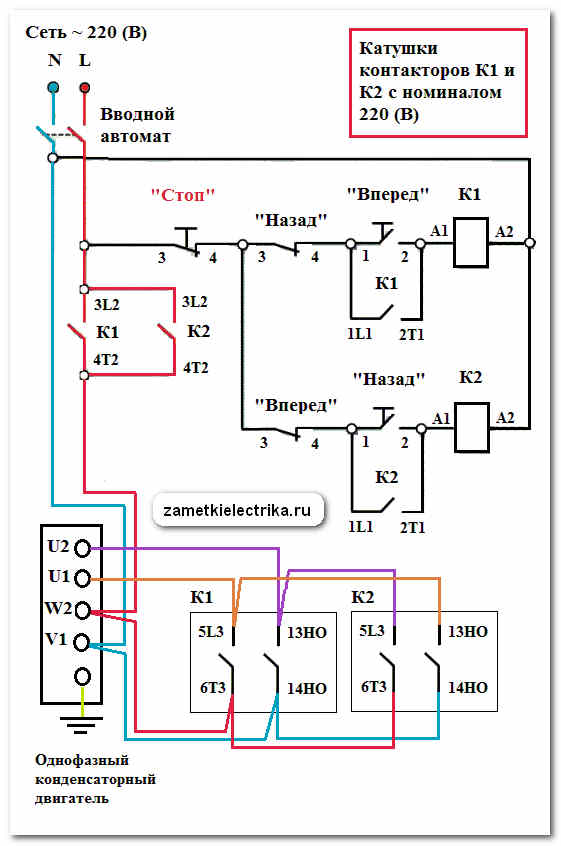 Сеть ~ 220 (В)
N
L
Вводной
автомат
Катушки
контакторов К1 и
К2 с номиналом
220 (В)
"Стоп"
3
4
"Назад"
3
4
"Вперед"
1
2
К1
А1
А2
К1
1L1
2T1
3L2
3L2
К1
К2
4T2
4T2
"Вперед"
3
4
"Назад"
1
2
К2
А1
А2
К2
1L1
2T1
zametkielectrika.ru
U2
U1
W2
V1
К1
5L3
13НО
6T3
14НО
К2
5L3
13НО
6T3
14НО
Однофазный
конденсаторный
двигатель